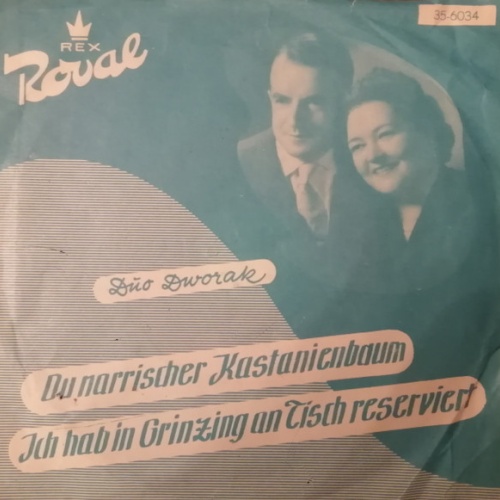 35-6034
REX
Royal
Duo Dworak
Du narrischer Kastanienbaum
Ich hab in Grinzing an Tisch reserviert